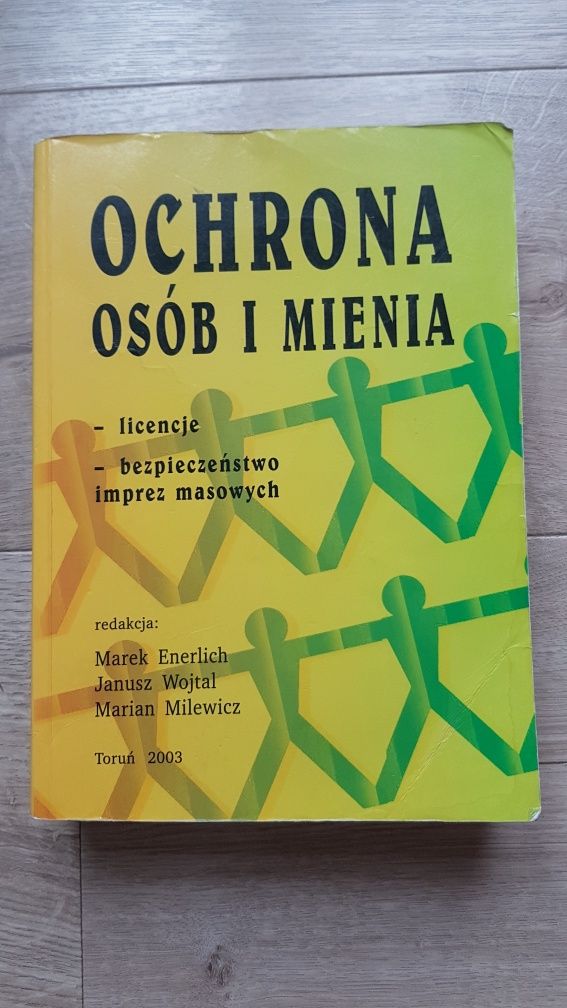 OCHRONA
OSÓB I MIENIA
– licencje
– bezpieczeństwo
imprez masowych
redakcja:
Marek Enerlich
Janusz Wojtal
Marian Milewicz
Toruń 2003